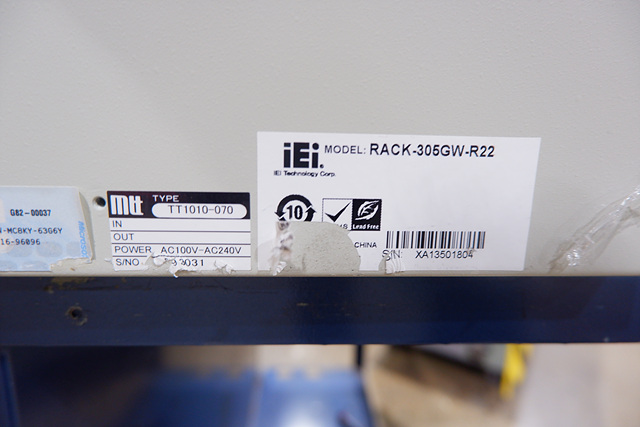 G82-00037
-MCBKY-63G6Y
16-96096
mtt TYPE
TT1010-070
IN
OUT
POWER AC100V-AC240V
S/NO.
iEi
IEI Technology Corp.
MODEL: RACK-305GW-R22
10
Lead Free
CHINA
S\N: XA13501804